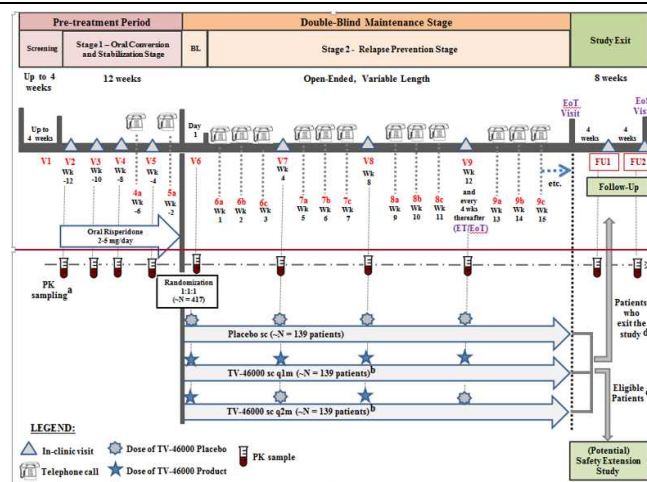 Pre-treatment Period
Double-Blind Maintenance Stage
Study Exit
Screening
Stage 1 – Oral Conversion
and Stabilization Stage
BL
Stage 2 - Relapse Prevention Stage
Up to 4
weeks
12 weeks
Open-Ended, Variable Length
8 weeks
EoT
Visit
Up to
4 weeks
Day
1
4
weeks
4
weeks
V1
V2
Wk
-12
V3
Wk
-10
V4
Wk
-8
4a
Wk
-6
V5
Wk
-4
5a
Wk
-2
V6
6a
Wk
1
6b
Wk
2
6c
Wk
3
V7
Wk
4
7a
Wk
5
7b
Wk
6
7c
Wk
7
V8
Wk
8
8a
Wk
9
8b
Wk
10
8c
Wk
11
V9
Wk
12
and
every
4 wks
thereafter
(ET/EoT)
9a
Wk
13
9b
Wk
14
9c
Wk
15
etc.
FU1
FU2
Follow-Up
Oral Risperidone
2-5 mg/day
PK
sampling a
Randomization
1:1:1
(~N = 417)
Placebo sc (~N = 139 patients)
TV-46000 sc q1m (~N = 139 patients) b
TV-46000 sc q2m (~N = 139 patients) b
Patients
who
exit the
study d
Eligible
Patients
(Potential)
Safety Extension
Study
LEGEND:
In-clinic visit
Dose of TV-46000 Placebo
PK sample
Telephone call
Dose of TV-46000 Product